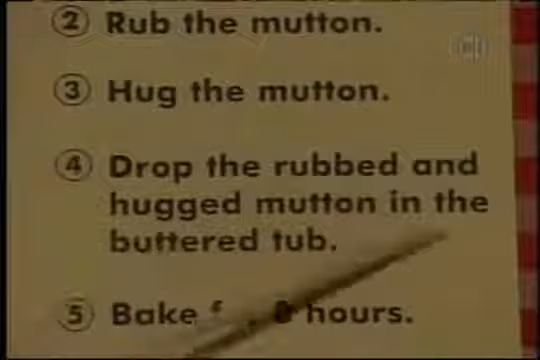 ② Rub the mutton.
③ Hug the mutton.
④ Drop the rubbed and
hugged mutton in the
buttered tub.
⑤ Bake hours.